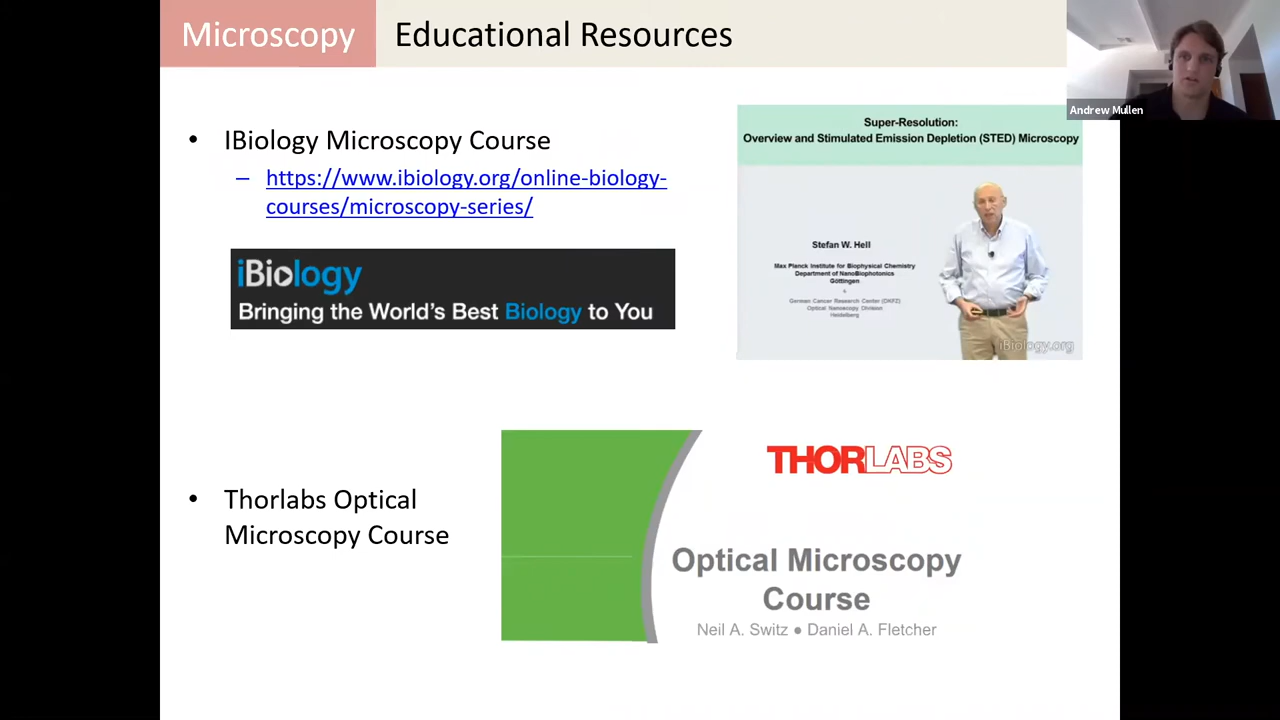 Microscopy Educational Resources
Andrew Mullen
• IBiology Microscopy Course
– https://www.ibiology.org/online-biology-
courses/microscopy-series/
iBiology
Bringing the World's Best Biology to You
Super-Resolution:
Overview and Stimulated Emission Depletion (STED) Microscopy
Stefan W. Hell
Max Planck Institute for Biophysical Chemistry
Department of NanoBiophotonics
Göttingen
&
German Cancer Research Center (DKFZ)
Optical Nanoscopy Division
Heidelberg
iBiology.org
• Thorlabs Optical
Microscopy Course
THORLABS
Optical Microscopy
Course
Neil A. Switz ● Daniel A. Fletcher